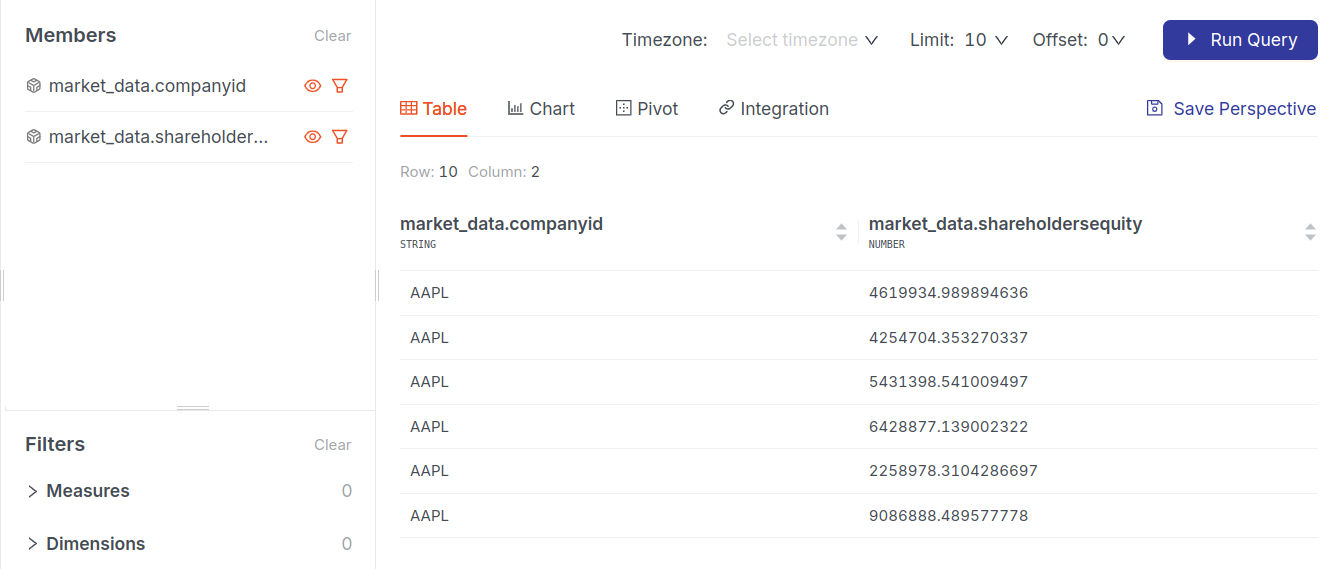 Members
Clear
market_data.companyid
market_data.shareholder...
Filters
Clear
Measures 0
Dimensions 0
Timezone: Select timezone Limit: 10 Offset: 0 Run Query
Table Chart Pivot Integration Save Perspective
Row: 10 Column: 2
market_data.companyid market_data.shareholdersequity
STRING NUMBER
AAPL 4619934.989894636
AAPL 4254704.353270337
AAPL 5431398.541009497
AAPL 6428877.139002322
AAPL 2258978.3104286697
AAPL 9086888.489577778